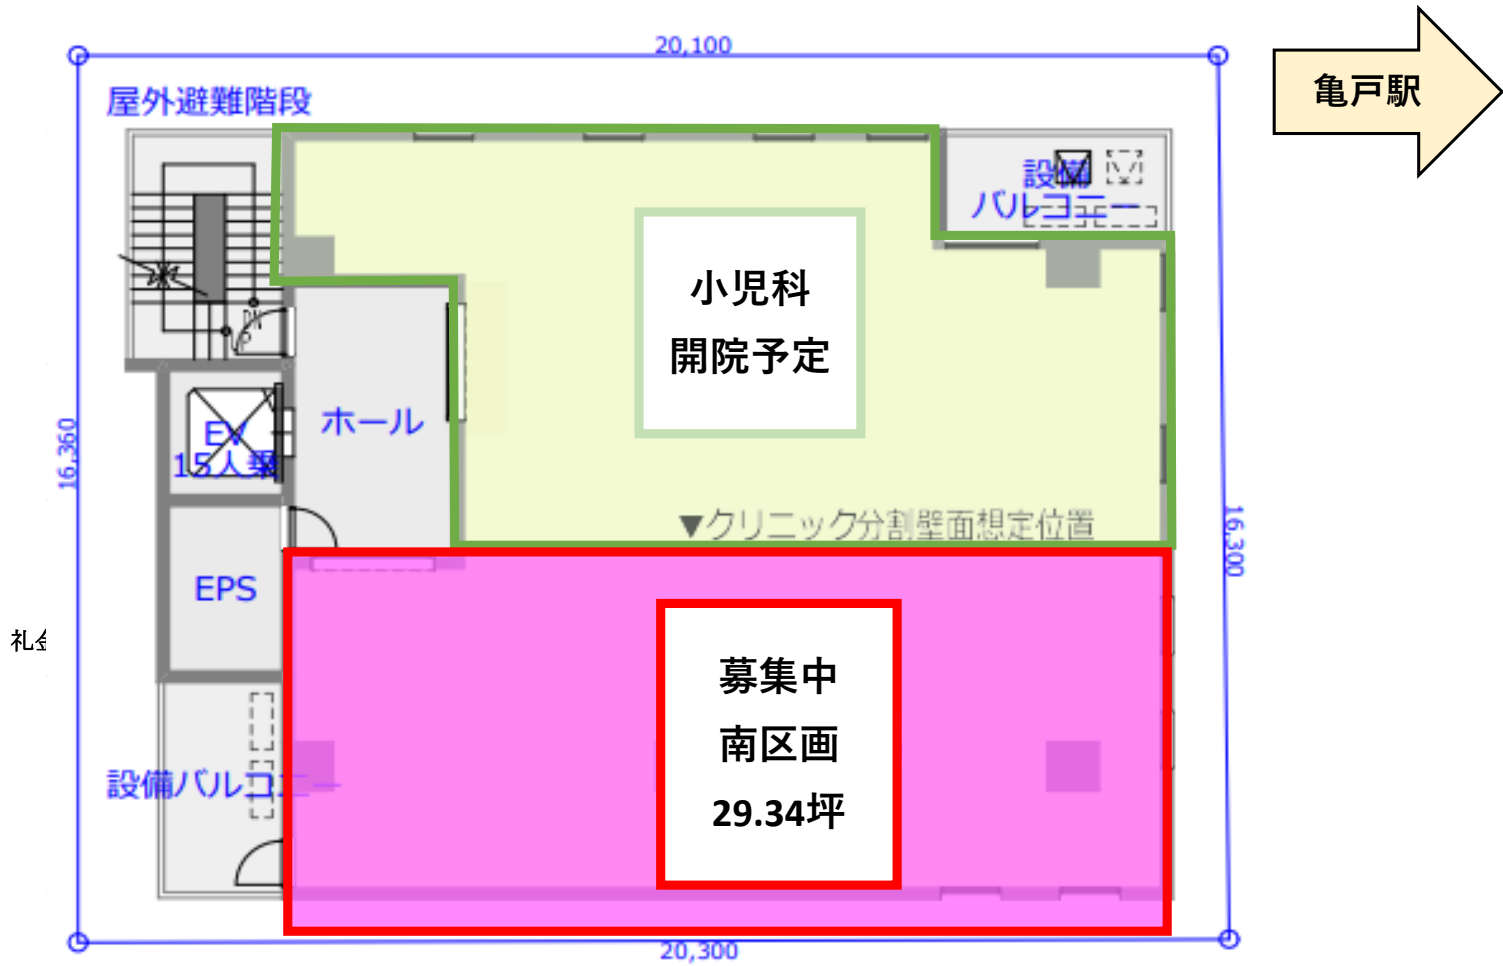 20,100
亀戸駅
屋外避難階段
設備
バルコニー
小児科
開院予定
ホール
EV
15人乗
16,360
▼クリニック分割壁面想定位置
16,300
EPS
礼金
募集中
南区画
29.34坪
設備バルコニー
20,300